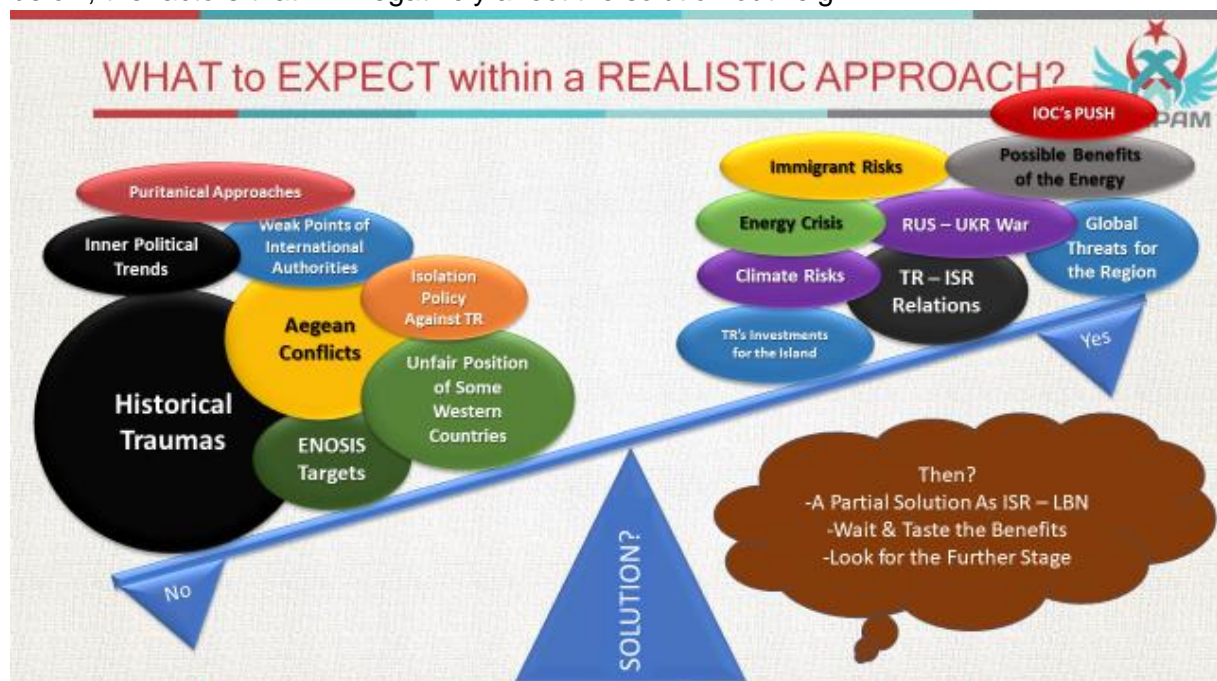 WHAT to EXPECT within a REALISTIC APPROACH?
PAM
Puritanical Approaches
Inner Political
Trends
Weak Points of
International
Authorities
Isolation
Policy
Against TR
Aegean
Conflicts
Unfair Position
of Some
Western
Countries
Historical
Traumas
ENOSIS
Targets
No
IOC's PUSH
Immigrant Risks
Possible Benefits
of the Energy
Energy Crisis
RUS – UKR War
Global
Threats for
the Region
Climate Risks
TR – ISR
Relations
TR's Investments
for the Island
Yes
SOLUTION?
Then?
-A Partial Solution As ISR – LBN
-Wait & Taste the Benefits
-Look for the Further Stage